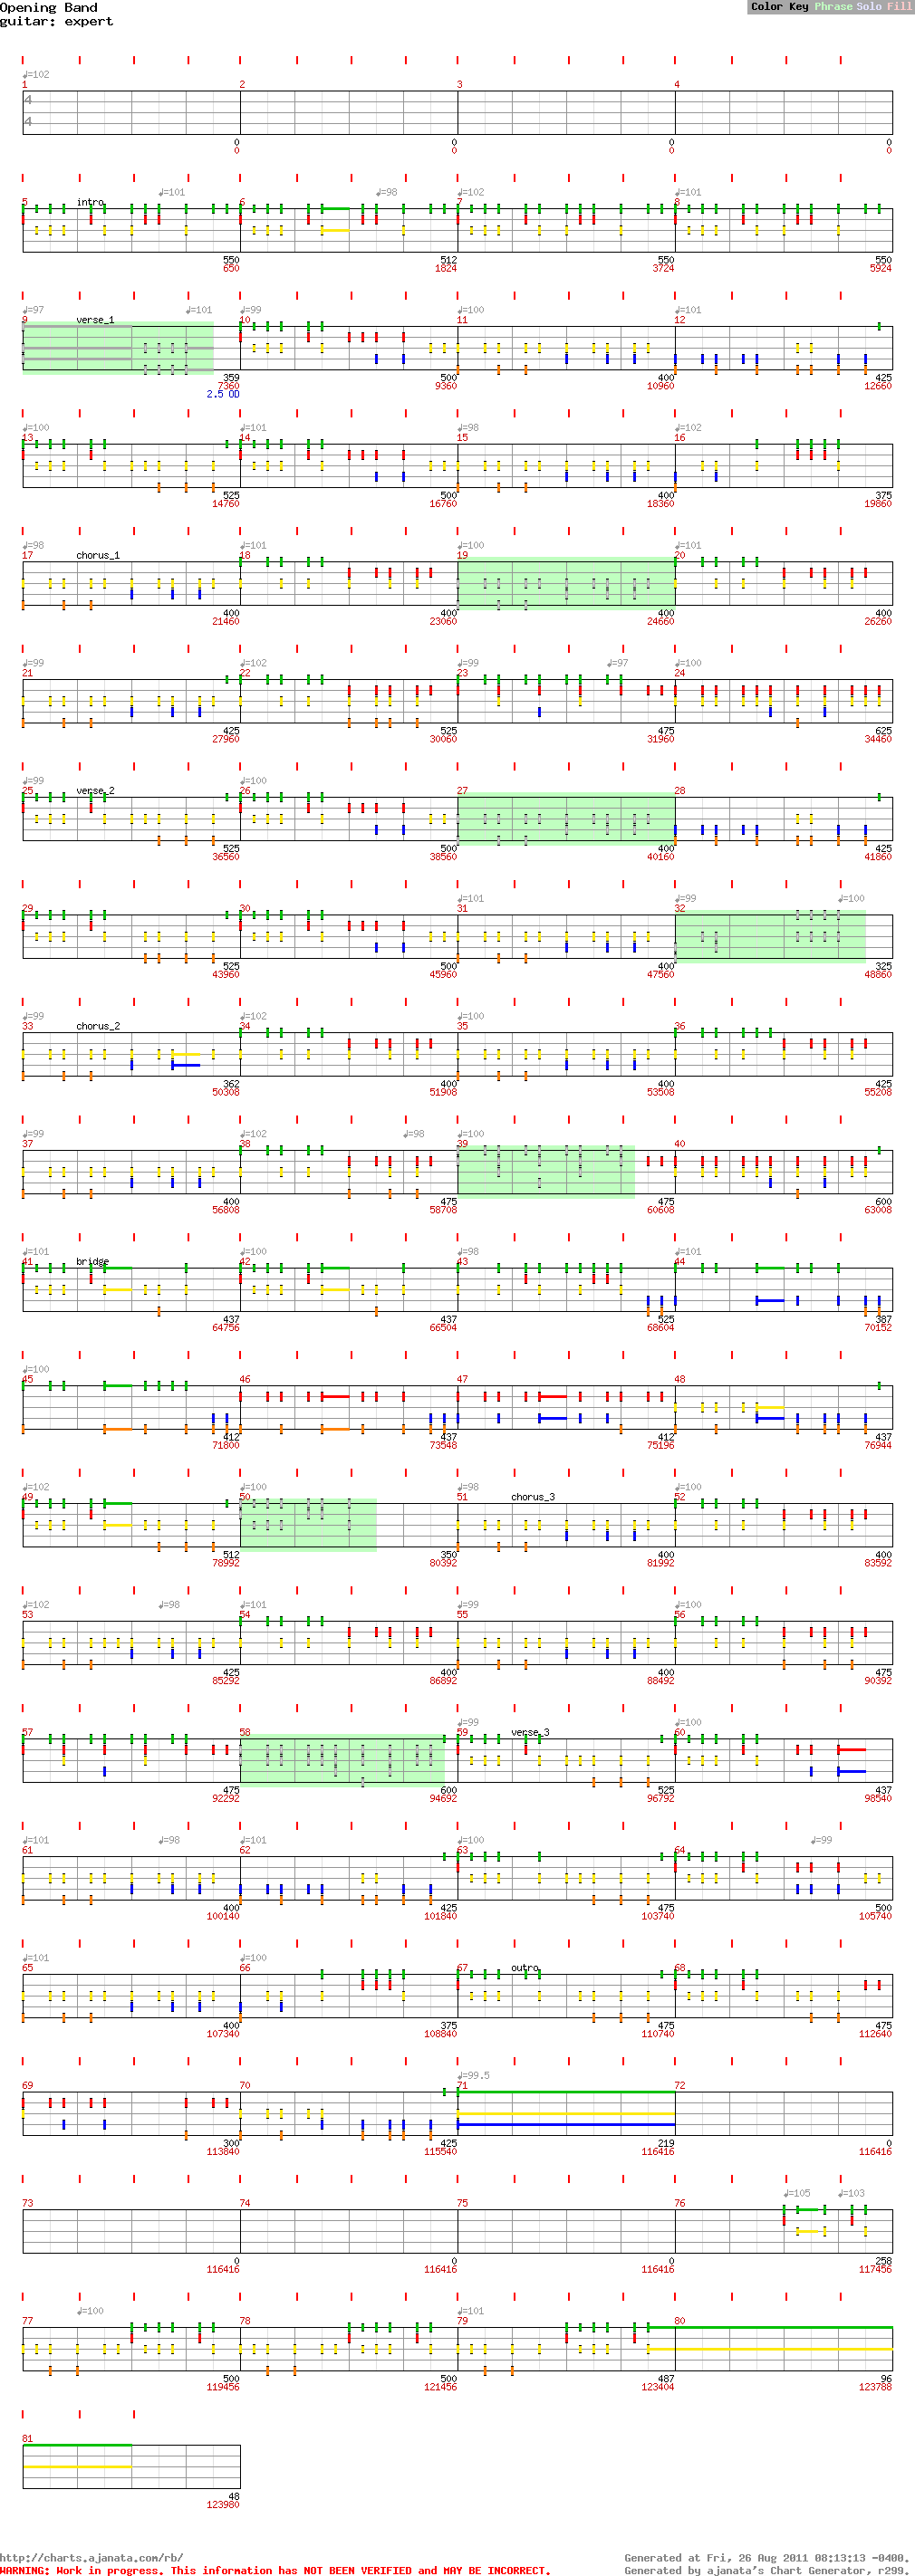 Opening Band Color Key Phrase Solo Fill
guitar: expert
♩=102
1 2 3 4
4
4
0 0 0 0
0 0 0 0
♩=101 ♩=98 ♩=102 ♩=101
5 intro 6 7 8
550 512 550 550
650 1824 3724 5924
♩=97 ♩=101 ♩=99 ♩=100 ♩=101
9 verse_1 10 11 12
359 500 400 425
7360 9360 10960 12660
2.5 OD
♩=100 ♩=101 ♩=98 ♩=102
13 14 15 16
525 500 400 375
14760 16760 18360 19860
♩=98 ♩=101 ♩=100 ♩=101
17 chorus_1 18 19 20
400 400 400 400
21460 23060 24660 26260
♩=99 ♩=102 ♩=99 ♩=97 ♩=100
21 22 23 24
425 525 475 625
27960 30060 31960 34460
♩=99 ♩=100
25 verse_2 26 27 28
525 500 400 425
36560 38560 40160 41860
♩=101 ♩=99 ♩=100
29 30 31 32
525 500 400 325
43960 45960 47560 48860
♩=99 ♩=102 ♩=100
33 chorus_2 34 35 36
362 400 400 425
50308 51908 53508 55208
♩=99 ♩=102 ♩=98 ♩=100
37 38 39 40
400 475 475 600
56808 58708 60608 63008
♩=101 ♩=100 ♩=98 ♩=101
41 bridge 42 43 44
437 437 525 387
64756 66504 68604 70152
♩=100
45 46 47 48
412 437 412 437
71800 73548 75196 76944
♩=102 ♩=100 ♩=98 ♩=100
49 50 51 chorus_3 52
512 350 400 400
78992 80392 81992 83592
♩=102 ♩=98 ♩=101 ♩=99 ♩=100
53 54 55 56
425 400 400 475
85292 86892 88492 90392
♩=99 ♩=100
57 58 59 verse_3 60
475 600 525 437
92292 94692 96792 98540
♩=101 ♩=98 ♩=101 ♩=100 ♩=99
61 62 63 64
400 425 475 500
100140 101840 103740 105740
♩=101 ♩=100
65 66 67 outro 68
400 375 475 475
107340 108840 110740 112640
♩=99.5
69 70 71 72
300 425 219 0
113840 115540 116416 116416
♩=105 ♩=103
73 74 75 76
0 0 0 258
116416 116416 116416 117456
♩=100 ♩=101
77 78 79 80
500 500 487 96
119456 121456 123404 123788
81
48
123980
http://charts.ajanata.com/rb/ Generated at Fri, 26 Aug 2011 08:13:13 -0400.
WARNING: Work in progress. This information has NOT BEEN VERIFIED and MAY BE INCORRECT. Generated by ajanata's Chart Generator, r299.